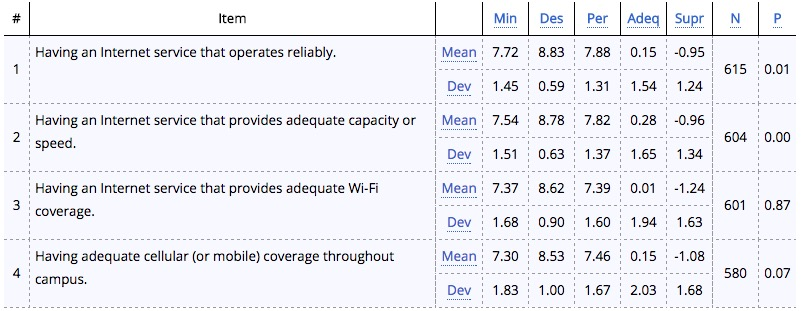 # Item Min Des Per Adeq Supr N P
1 Having an Internet service that operates reliably. Mean 7.72 8.83 7.88 0.15 -0.95 615 0.01
Dev 1.45 0.59 1.31 1.54 1.24
2 Having an Internet service that provides adequate capacity or Mean 7.54 8.78 7.82 0.28 -0.96 604 0.00
speed.
Dev 1.51 0.63 1.37 1.65 1.34
3 Having an Internet service that provides adequate Wi-Fi Mean 7.37 8.62 7.39 0.01 -1.24 601 0.87
coverage.
Dev 1.68 0.90 1.60 1.94 1.63
4 Having adequate cellular (or mobile) coverage throughout Mean 7.30 8.53 7.46 0.15 -1.08 580 0.07
campus.
Dev 1.83 1.00 1.67 2.03 1.68